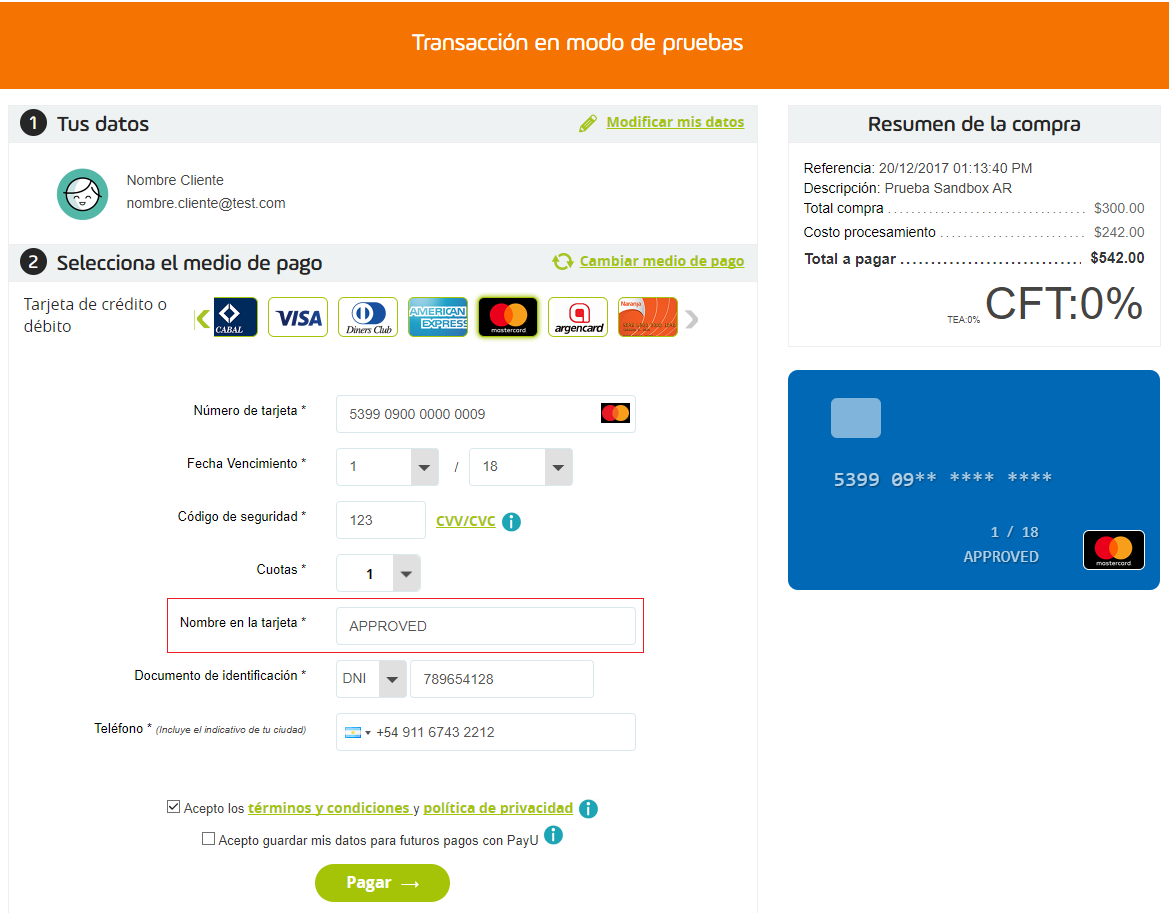 Transacción en modo de pruebas
1 Tus datos
Modificar mis datos
Nombre Cliente
nombre.cliente@test.com
2 Selecciona el medio de pago
Cambiar medio de pago
Tarjeta de crédito o
débito
CABAL
VISA
Diners Club
AMERICAN
EXPRESS
mastercard
argencard
Naranja
Número de tarjeta *
5399 0900 0000 0009
Fecha Vencimiento *
1 / 18
Código de seguridad *
123
CVV/CVC
Cuotas *
1
Nombre en la tarjeta *
APPROVED
Documento de identificación *
DNI
789654128
Teléfono * (Incluye el indicativo de tu ciudad)
+54 911 6743 2212
Acepto los términos y condiciones y política de privacidad
Acepto guardar mis datos para futuros pagos con PayU
Pagar →
Resumen de la compra
Referencia: 20/12/2017 01:13:40 PM
Descripción: Prueba Sandbox AR
Total compra $300.00
Costo procesamiento $242.00
Total a pagar $542.00
TEA:0% CFT:0%
5399 09** **** ****
1 / 18
APPROVED
mastercard